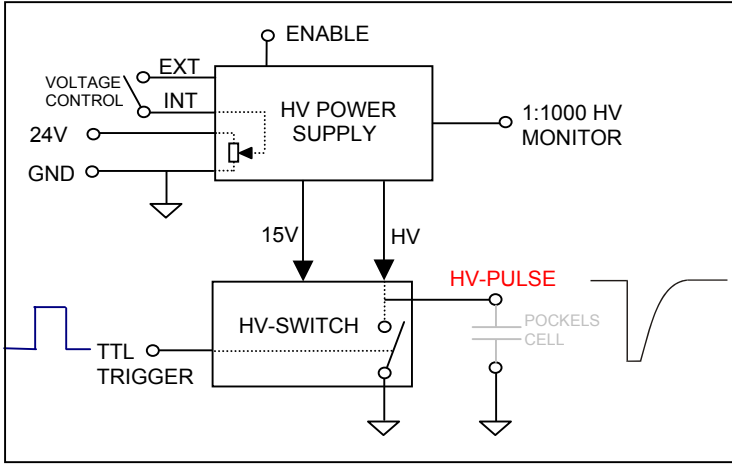 ENABLE
EXT
VOLTAGE
CONTROL
INT
HV POWER
SUPPLY
1:1000 HV
MONITOR
24V
GND
15V
HV
HV-PULSE
HV-SWITCH
POCKELS
CELL
TTL
TRIGGER